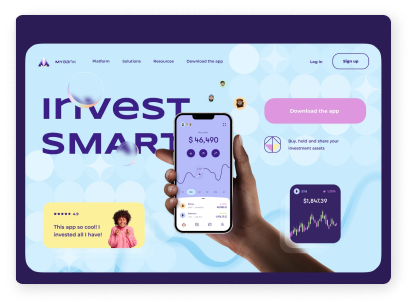 Platform
Solutions
Resources
Download the app
Log in
Sign up
Invest
SMART
Download the app
Buy, hold and share your
investment assets
$ 46,490
4.9
This app so cool! I
invested all I have!
$1,847.39